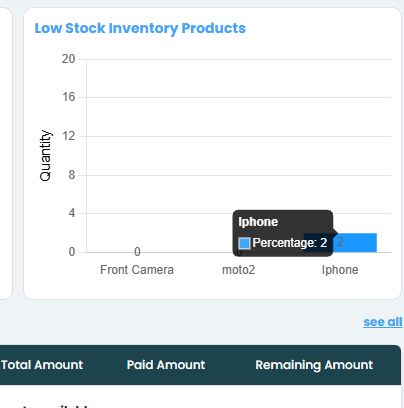 Low Stock Inventory Products
20
16
12
8
4
0
Quantity
Iphone
Percentage: 2
2
0
0
Front Camera
moto2
Iphone
see all
Total Amount
Paid Amount
Remaining Amount